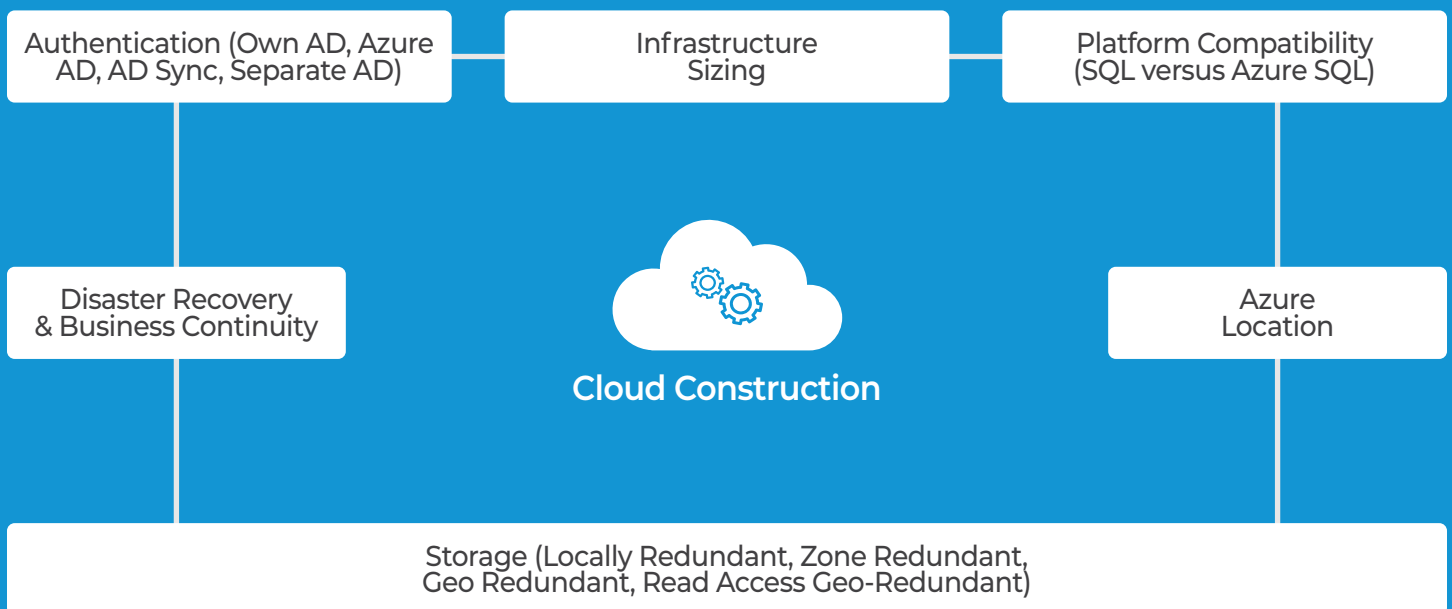 Authentication (Own AD, Azure
AD, AD Sync, Separate AD)
Infrastructure
Sizing
Platform Compatibility
(SQL versus Azure SQL)
Disaster Recovery
& Business Continuity
Cloud Construction
Azure
Location
Storage (Locally Redundant, Zone Redundant,
Geo Redundant, Read Access Geo-Redundant)